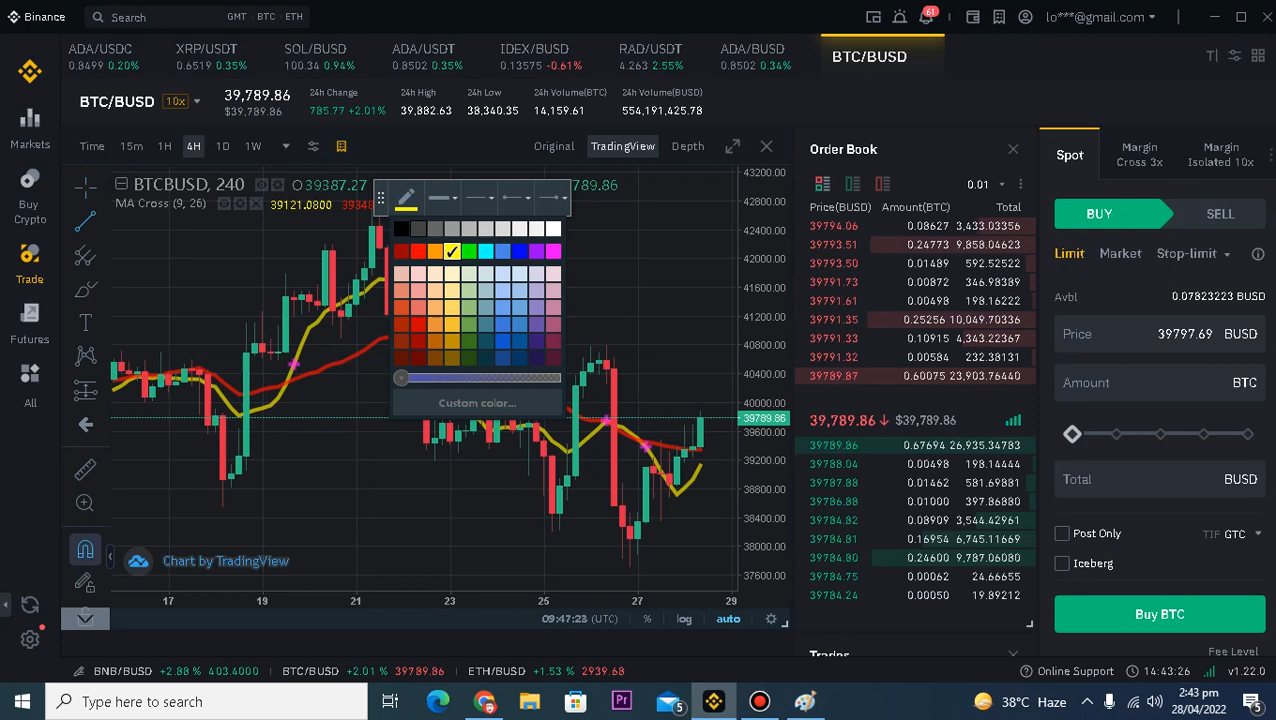 Binance
Search
GMT · BTC · ETH
61
lo***@gmail.com
ADA/USDC
0.8499 0.20%
XRP/USDT
0.6519 0.35%
SOL/BUSD
100.34 0.94%
ADA/USDT
0.8502 0.35%
IDEX/BUSD
0.13575 -0.61%
RAD/USDT
4.263 2.55%
ADA/BUSD
0.8502 0.34%
BTC/BUSD
BTC/BUSD 10x
39,789.86
$39,789.86
24h Change
785.77 +2.01%
24h High
39,882.63
24h Low
38,340.35
24h Volume(BTC)
14,159.61
24h Volume(BUSD)
554,191,425.78
Markets
Buy
Crypto
Trade
Futures
All
Time 15m 1H 4H 1D 1W
Original TradingView Depth
BTCBUSD, 240 O39387.27 789.86
MA Cross (9, 26) 39121.0800 39348
Custom color...
43200.00
42400.00
41600.00
40800.00
40000.00
39789.86
39600.00
39200.00
38800.00
38400.00
38000.00
37600.00
Chart by TradingView
17 19 21 23 25 27 29
09:47:23 (UTC) % log auto
Order Book
0.01
Price(BUSD) Amount(BTC) Total
39794.06 0.08627 3,433.03356
39793.51 0.24773 9,858.04623
39793.50 0.01489 592.52522
39791.73 0.00872 346.98389
39791.61 0.00498 198.16222
39791.35 0.25256 10,049.70336
39791.33 0.10915 4,343.22367
39791.32 0.00584 232.38131
39789.87 0.60075 23,903.76440
39,789.86 $39,789.86
39789.86 0.67694 26,935.34783
39788.04 0.00498 198.14444
39787.88 0.01462 581.69881
39786.88 0.01000 397.86880
39784.82 0.08909 3,544.42961
39784.81 0.16954 6,745.11669
39784.80 0.24600 9,787.06080
39784.75 0.00062 24.66655
39784.24 0.00050 19.89212
Trades
Spot
Margin
Cross 3x
Margin
Isolated 10x
BUY SELL
Limit Market Stop-limit
Avbl 0.07823283 BUSD
Price 39797.69 BUSD
Amount BTC
Total BUSD
Post Only TIF GTC
Iceberg
Buy BTC
Fee Level
BNB/BUSD +2.88 % 403.4000 BTC/BUSD +2.01 % 39789.86 ETH/BUSD +1.53 % 2939.68
Online Support 14:43:26 v1.22.0
Type here to search
Pr
5
38°C Haze
2:43 pm
28/04/2022
5